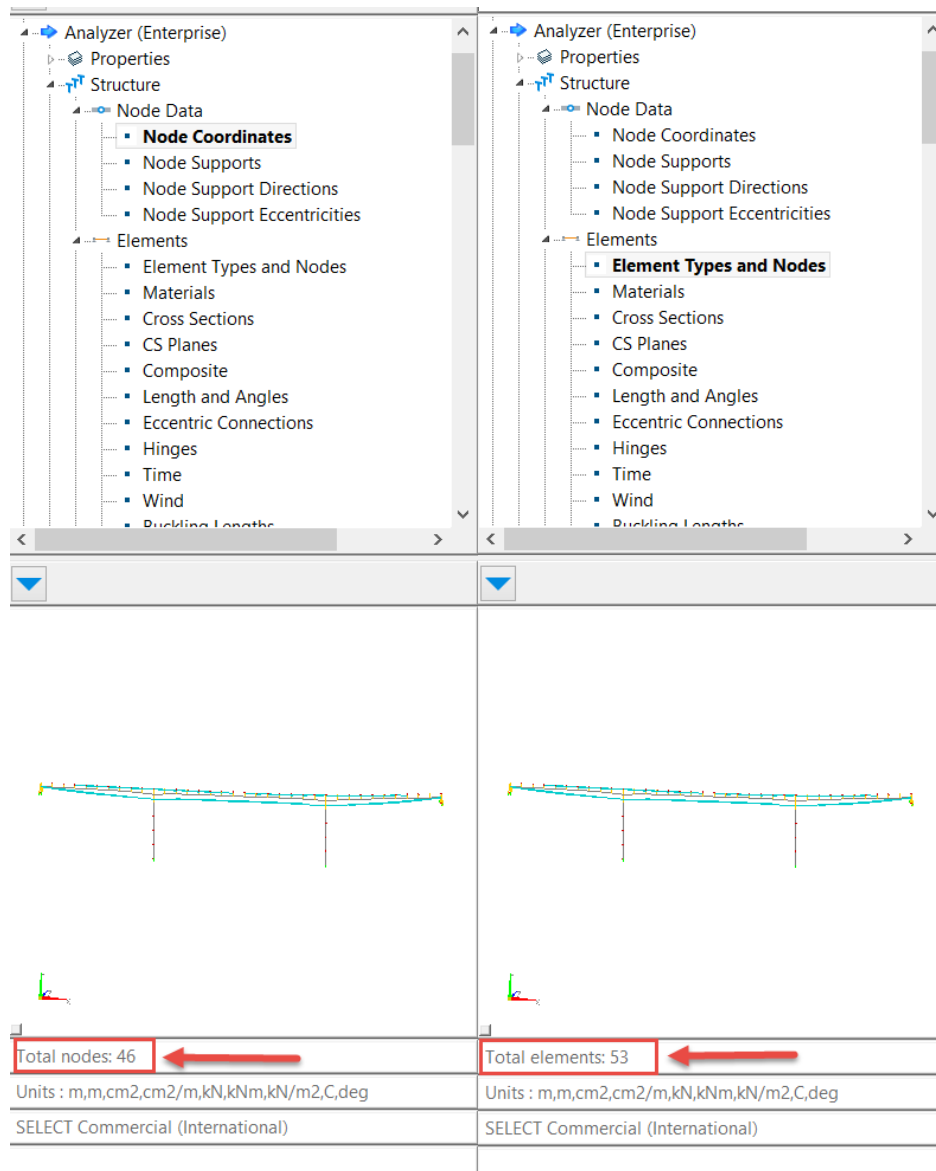 Analyzer (Enterprise)
Properties
Structure
Node Data
Node Coordinates
Node Supports
Node Support Directions
Node Support Eccentricities
Elements
Element Types and Nodes
Materials
Cross Sections
CS Planes
Composite
Length and Angles
Eccentric Connections
Hinges
Time
Wind
Buckling Lengths
Total nodes: 46
Units : m,m,cm2,cm2/m,kN,kNm,kN/m2,C,deg
SELECT Commercial (International)
Analyzer (Enterprise)
Properties
Structure
Node Data
Node Coordinates
Node Supports
Node Support Directions
Node Support Eccentricities
Elements
Element Types and Nodes
Materials
Cross Sections
CS Planes
Composite
Length and Angles
Eccentric Connections
Hinges
Time
Wind
Buckling Lengths
Total elements: 53
Units : m,m,cm2,cm2/m,kN,kNm,kN/m2,C,deg
SELECT Commercial (International)